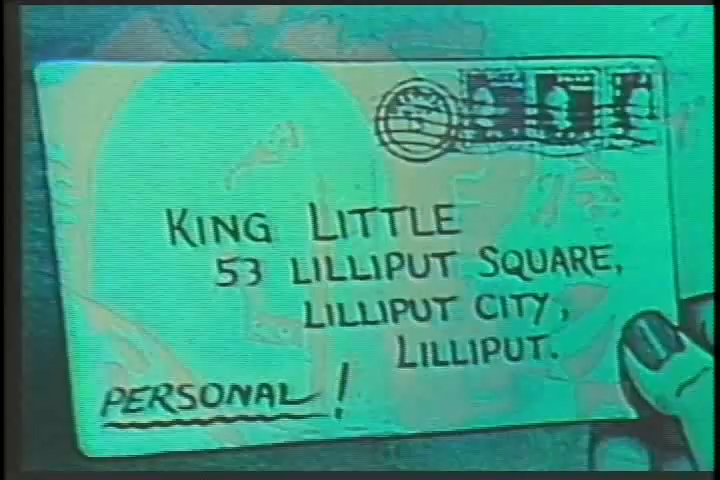 KING LITTLE
53 LILLIPUT SQUARE,
LILLIPUT CITY,
LILLIPUT.
PERSONAL!